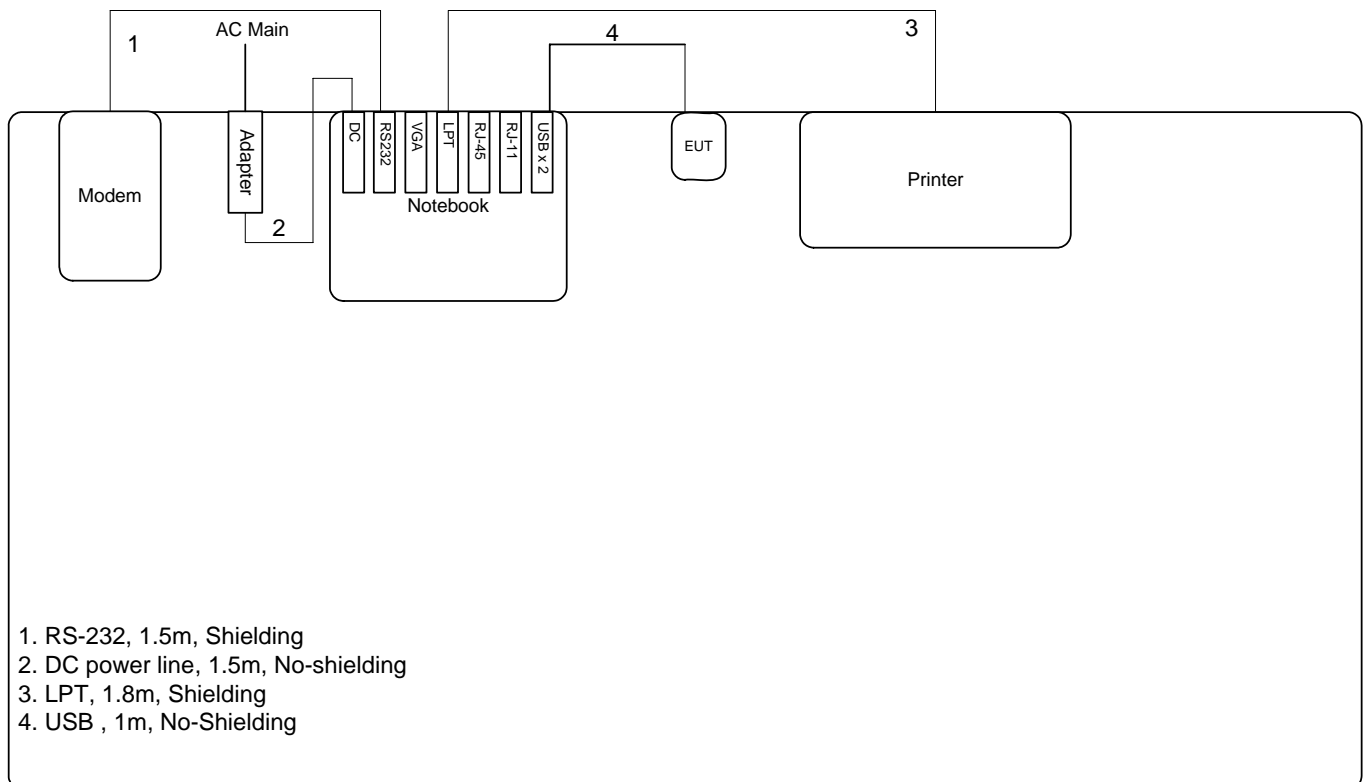 1
AC Main
4
3
Modem
Adapter
2
DC
RS232
VGA
LPT
RJ-45
RJ-11
USB x 2
Notebook
EUT
Printer
1. RS-232, 1.5m, Shielding
2. DC power line, 1.5m, No-shielding
3. LPT, 1.8m, Shielding
4. USB , 1m, No-Shielding